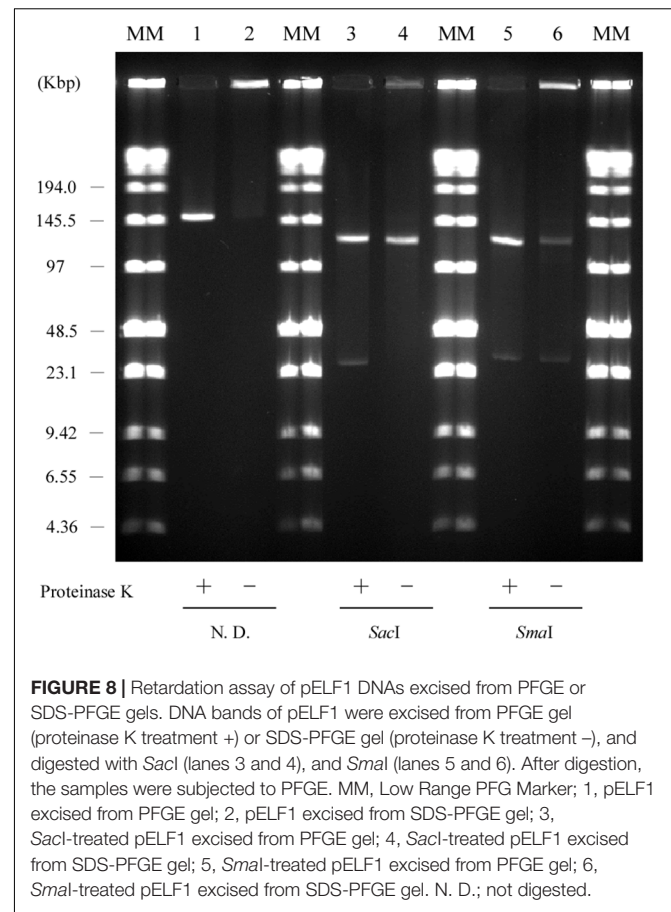 MM 1 2 MM 3 4 MM 5 6 MM
(Kbp)
194.0
145.5
97
48.5
23.1
9.42
6.55
4.36
Proteinase K + − + − + −
N. D. SacI SmaI
FIGURE 8 | Retardation assay of pELF1 DNAs excised from PFGE or
SDS-PFGE gels. DNA bands of pELF1 were excised from PFGE gel
(proteinase K treatment +) or SDS-PFGE gel (proteinase K treatment –), and
digested with SacI (lanes 3 and 4), and SmaI (lanes 5 and 6). After digestion,
the samples were subjected to PFGE. MM, Low Range PFG Marker; 1, pELF1
excised from PFGE gel; 2, pELF1 excised from SDS-PFGE gel; 3,
SacI-treated pELF1 excised from PFGE gel; 4, SacI-treated pELF1 excised
from SDS-PFGE gel; 5, SmaI-treated pELF1 excised from PFGE gel; 6,
SmaI-treated pELF1 excised from SDS-PFGE gel. N. D.; not digested.